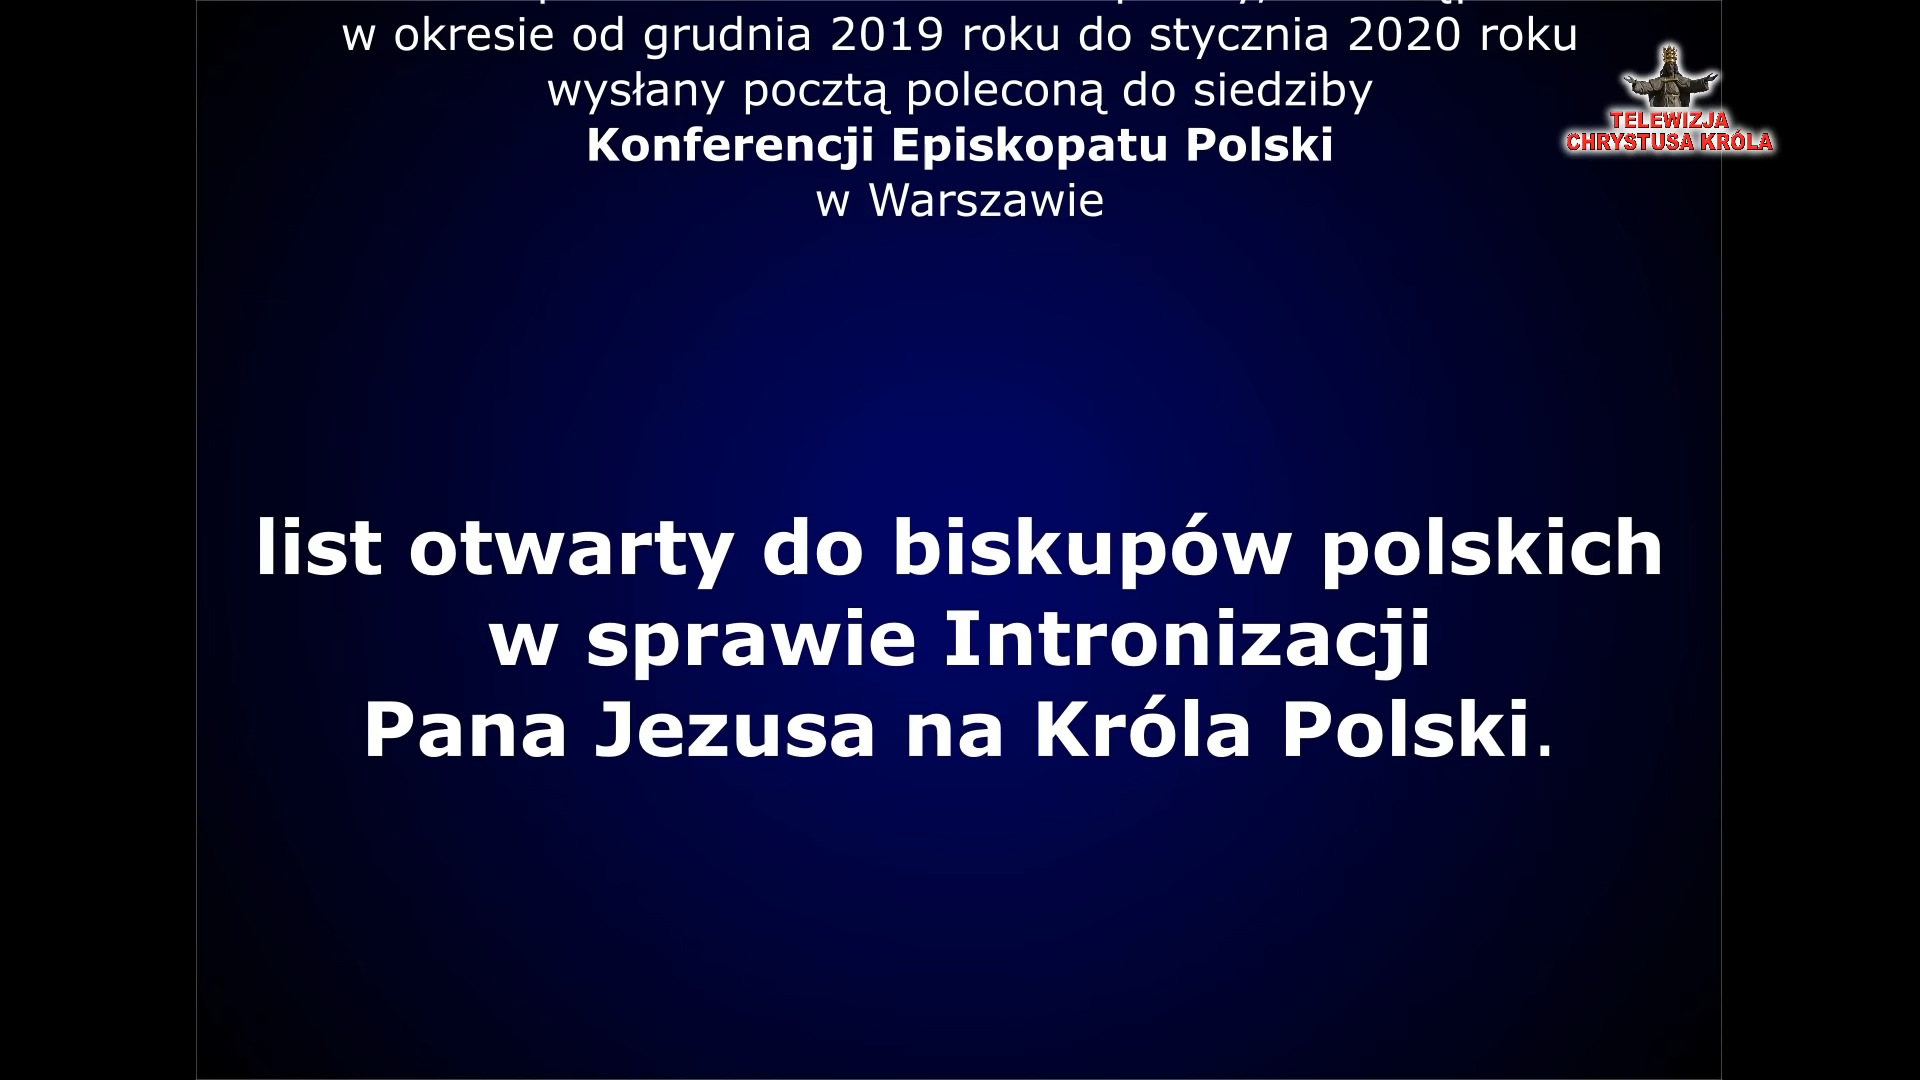 w okresie od grudnia 2019 roku do stycznia 2020 roku
wysłany pocztą poleconą do siedziby
Konferencji Episkopatu Polski
w Warszawie
TELEWIZJA
CHRYSTUSA KRÓLA
list otwarty do biskupów polskich
w sprawie Intronizacji
Pana Jezusa na Króla Polski.